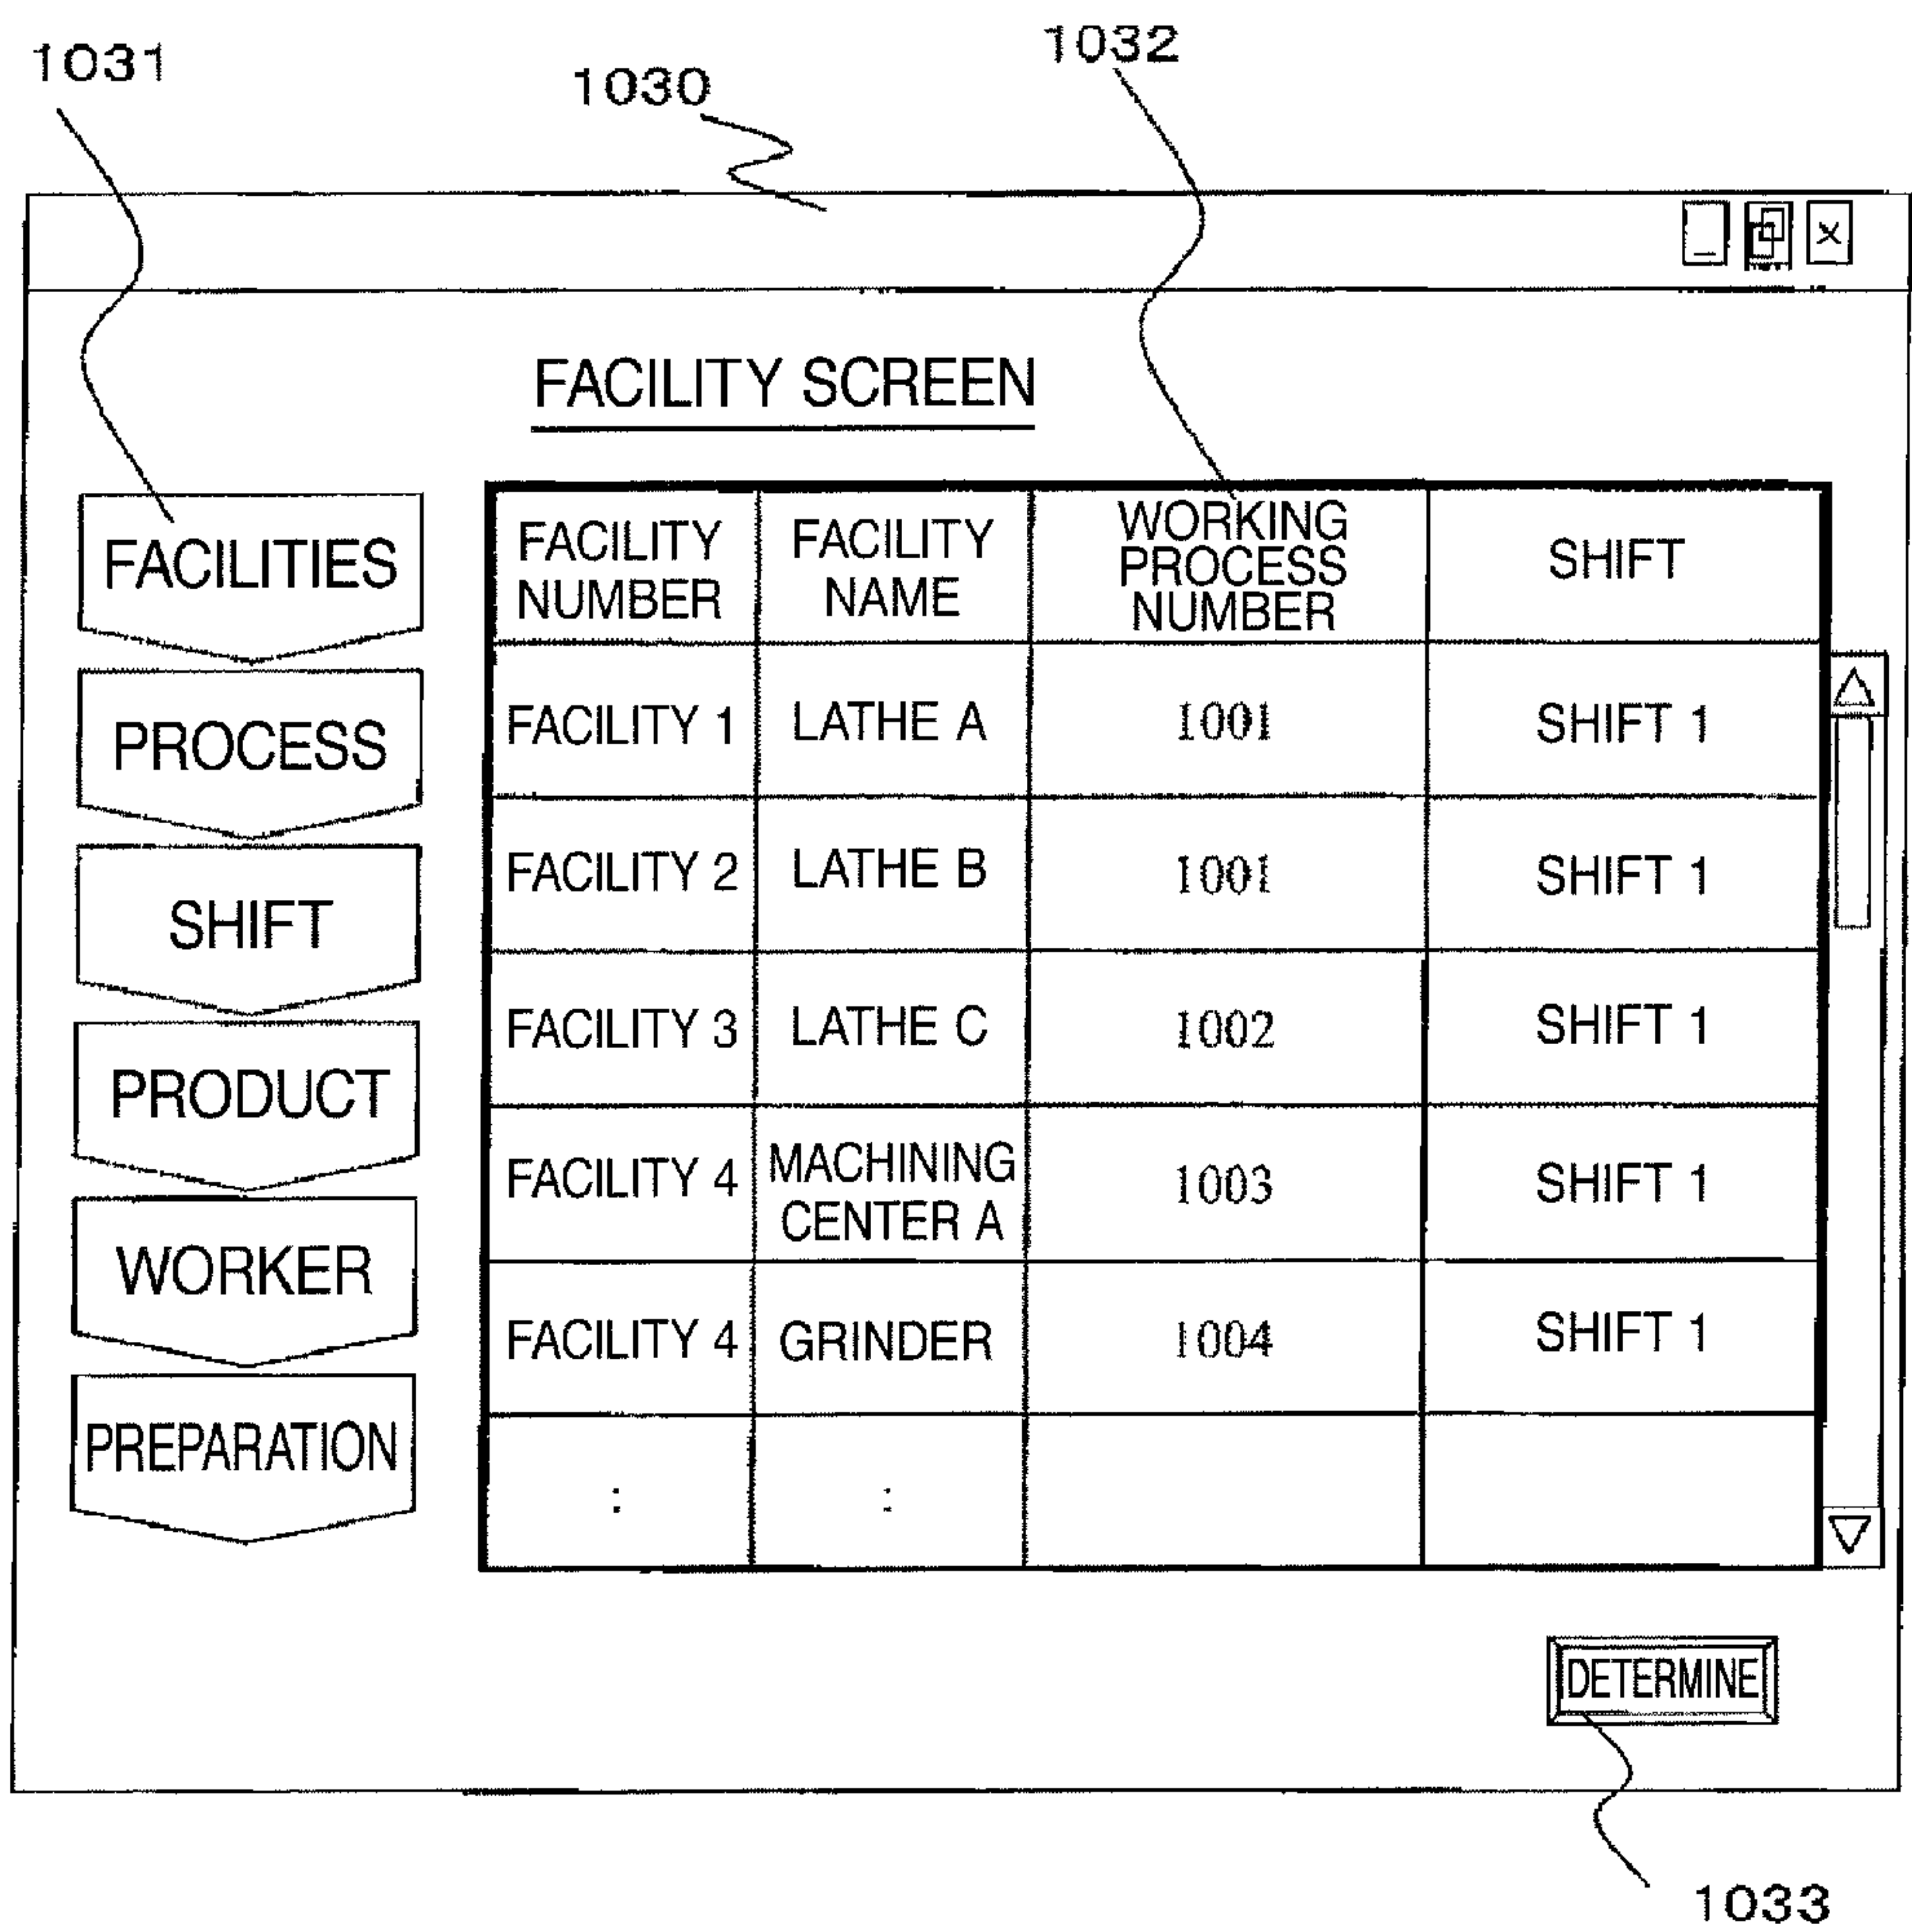 1031
1030
1032
FACILITY SCREEN
FACILITIES
PROCESS
SHIFT
PRODUCT
WORKER
PREPARATION
FACILITY
NUMBER
FACILITY
NAME
WORKING
PROCESS
NUMBER
SHIFT
FACILITY 1
LATHE A
1001
SHIFT 1
FACILITY 2
LATHE B
1001
SHIFT 1
FACILITY 3
LATHE C
1002
SHIFT 1
FACILITY 4
MACHINING
CENTER A
1003
SHIFT 1
FACILITY 4
GRINDER
1004
SHIFT 1
:
:
DETERMINE
1033